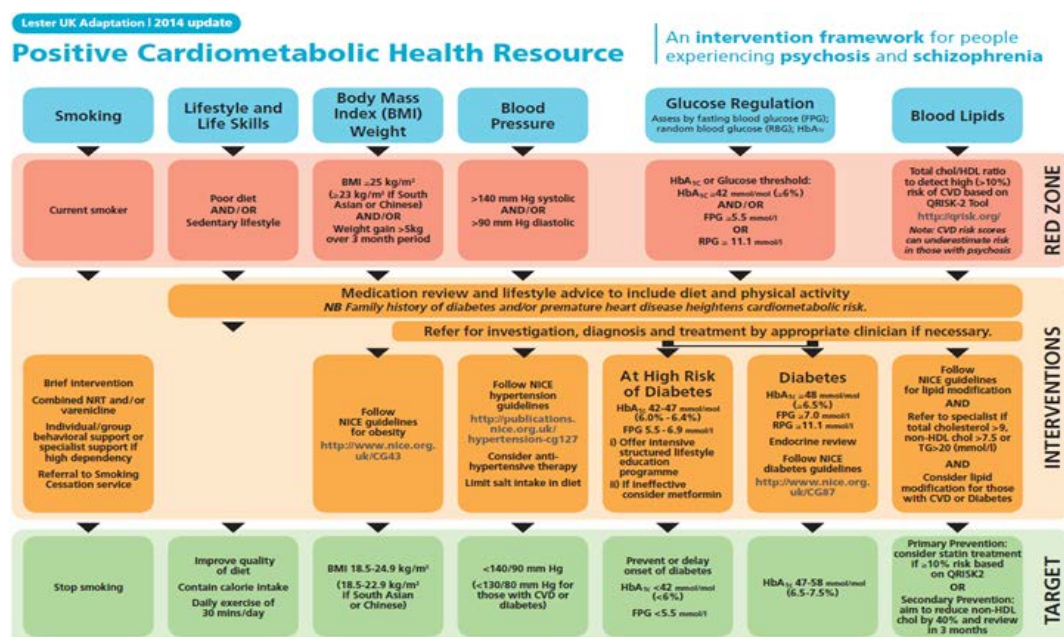 Lester UK Adaptation | 2014 update
Positive Cardiometabolic Health Resource
An intervention framework for people
experiencing psychosis and schizophrenia
Smoking
Lifestyle and
Life Skills
Body Mass
Index (BMI)
Weight
Blood
Pressure
Glucose Regulation
Assess by fasting blood glucose (FPG);
random blood glucose (RBG); HbA1c
Blood Lipids
Current smoker
Poor diet
AND/OR
Sedentary lifestyle
BMI ≥25 kg/m²
(≥23 kg/m² if South
Asian or Chinese)
AND/OR
Weight gain >5kg
over 3 month period
>140 mm Hg systolic
AND/OR
>90 mm Hg diastolic
HbA1C or Glucose threshold:
HbA1C ≥42 mmol/mol (≥6%)
AND/OR
FPG ≥5.5 mmol/l
OR
RPG ≥ 11.1 mmol/l
Total chol/HDL ratio
to detect high (>10%)
risk of CVD based on
QRISK-2 Tool
http://qrisk.org/
Note: CVD risk scores
can underestimate risk
in those with psychosis
RED ZONE
Medication review and lifestyle advice to include diet and physical activity
NB Family history of diabetes and/or premature heart disease heightens cardiometabolic risk.
Refer for investigation, diagnosis and treatment by appropriate clinician if necessary.
Brief intervention
Combined NRT and/or
varenicline
Individual/group
behavioral support or
specialist support if
high dependency
Referral to Smoking
Cessation service
Follow
NICE guidelines
for obesity
http://www.nice.org.
uk/CG43
Follow NICE
hypertension
guidelines
http://publications.
nice.org.uk/
hypertension-cg127
Consider anti-
hypertensive therapy
Limit salt intake in diet
At High Risk
of Diabetes
HbA1C 42-47 mmol/mol
(6.0% -6.4%)
FPG 5.5-6.9 mmol/l
i) Offer intensive
structured lifestyle
education
programme
ii) If ineffective
consider metformin
Diabetes
HbA1C ≥48 mmol/mol
(≥6.5%)
FPG ≥7.0 mmol/l
RPG ≥11.1 mmol/l
Endocrine review
Follow NICE
diabetes guidelines
http://www.nice.org.
uk/CG87
Follow
NICE guidelines
for lipid modification
AND
Refer to specialist if
total cholesterol >9,
non-HDL chol >7.5 or
TG>20 (mmol/l)
AND
Consider lipid
modification for those
with CVD or Diabetes
INTERVENTIONS
Stop smoking
Improve quality
of diet
Contain calorie intake
Daily exercise of
30 mins/day
BMI 18.5-24.9 kg/m²
(18.5-22.9 kg/m²
if South Asian
or Chinese)
<140/90 mm Hg
(<130/80 mm Hg for
those with CVD or
diabetes)
Prevent or delay
onset of diabetes
HbA1C <42 mmol/mol
(<6%)
FPG <5.5 mmol/l
HbA1C 47-58 mmol/mol
(6.5-7.5%)
Primary Prevention:
consider statin treatment
if ≥10% risk based
on QRISK2
OR
Secondary Prevention:
aim to reduce non-HDL
chol by 40% and review
in 3 months
TARGET